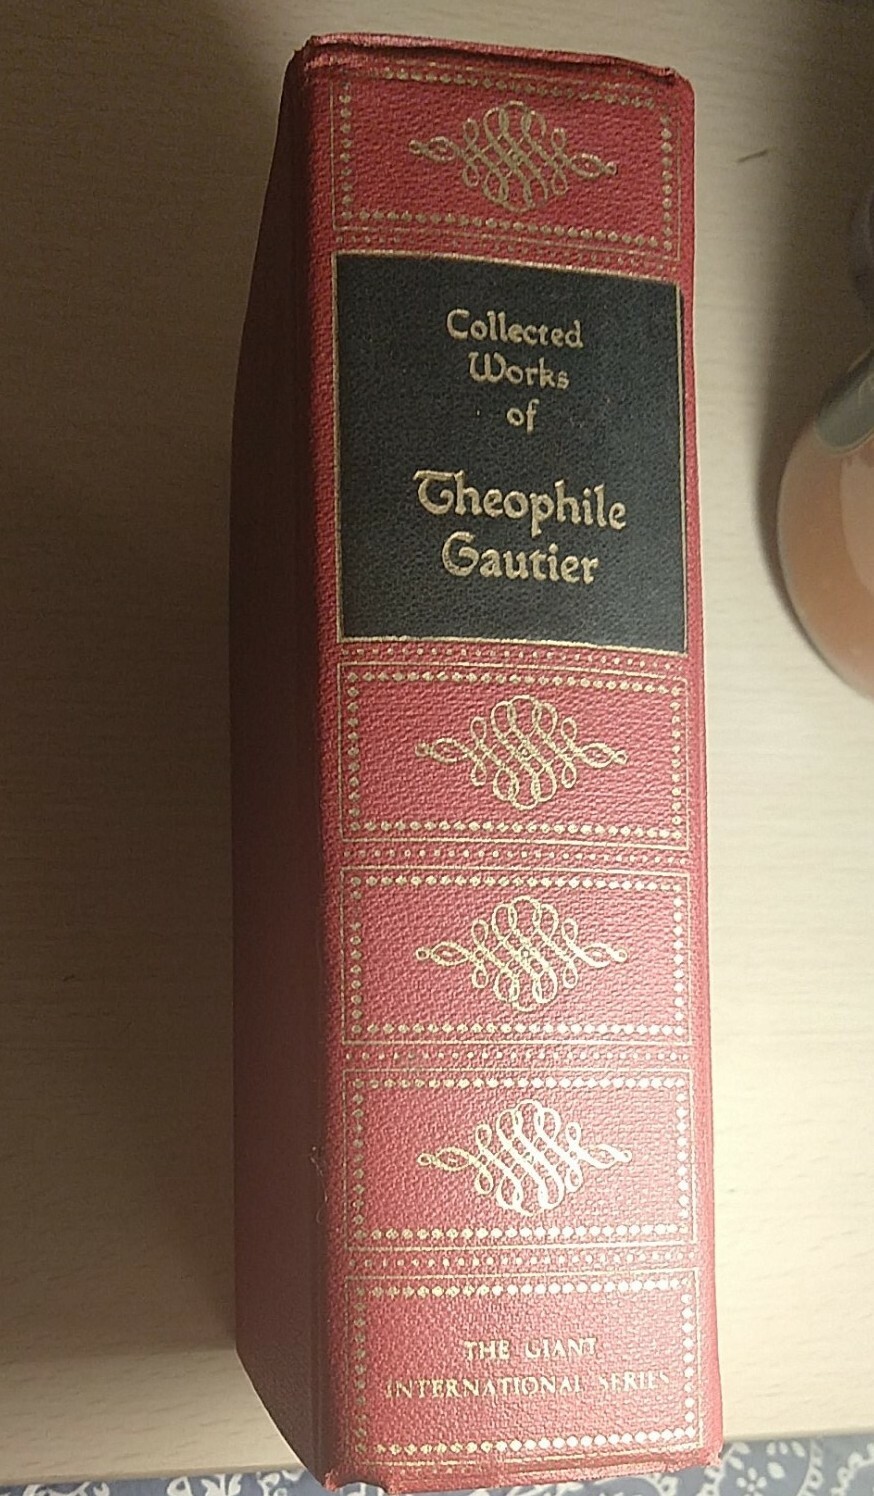 Collected
Works
of
Theophile
Gautier
THE GIANT
INTERNATIONAL SERIES